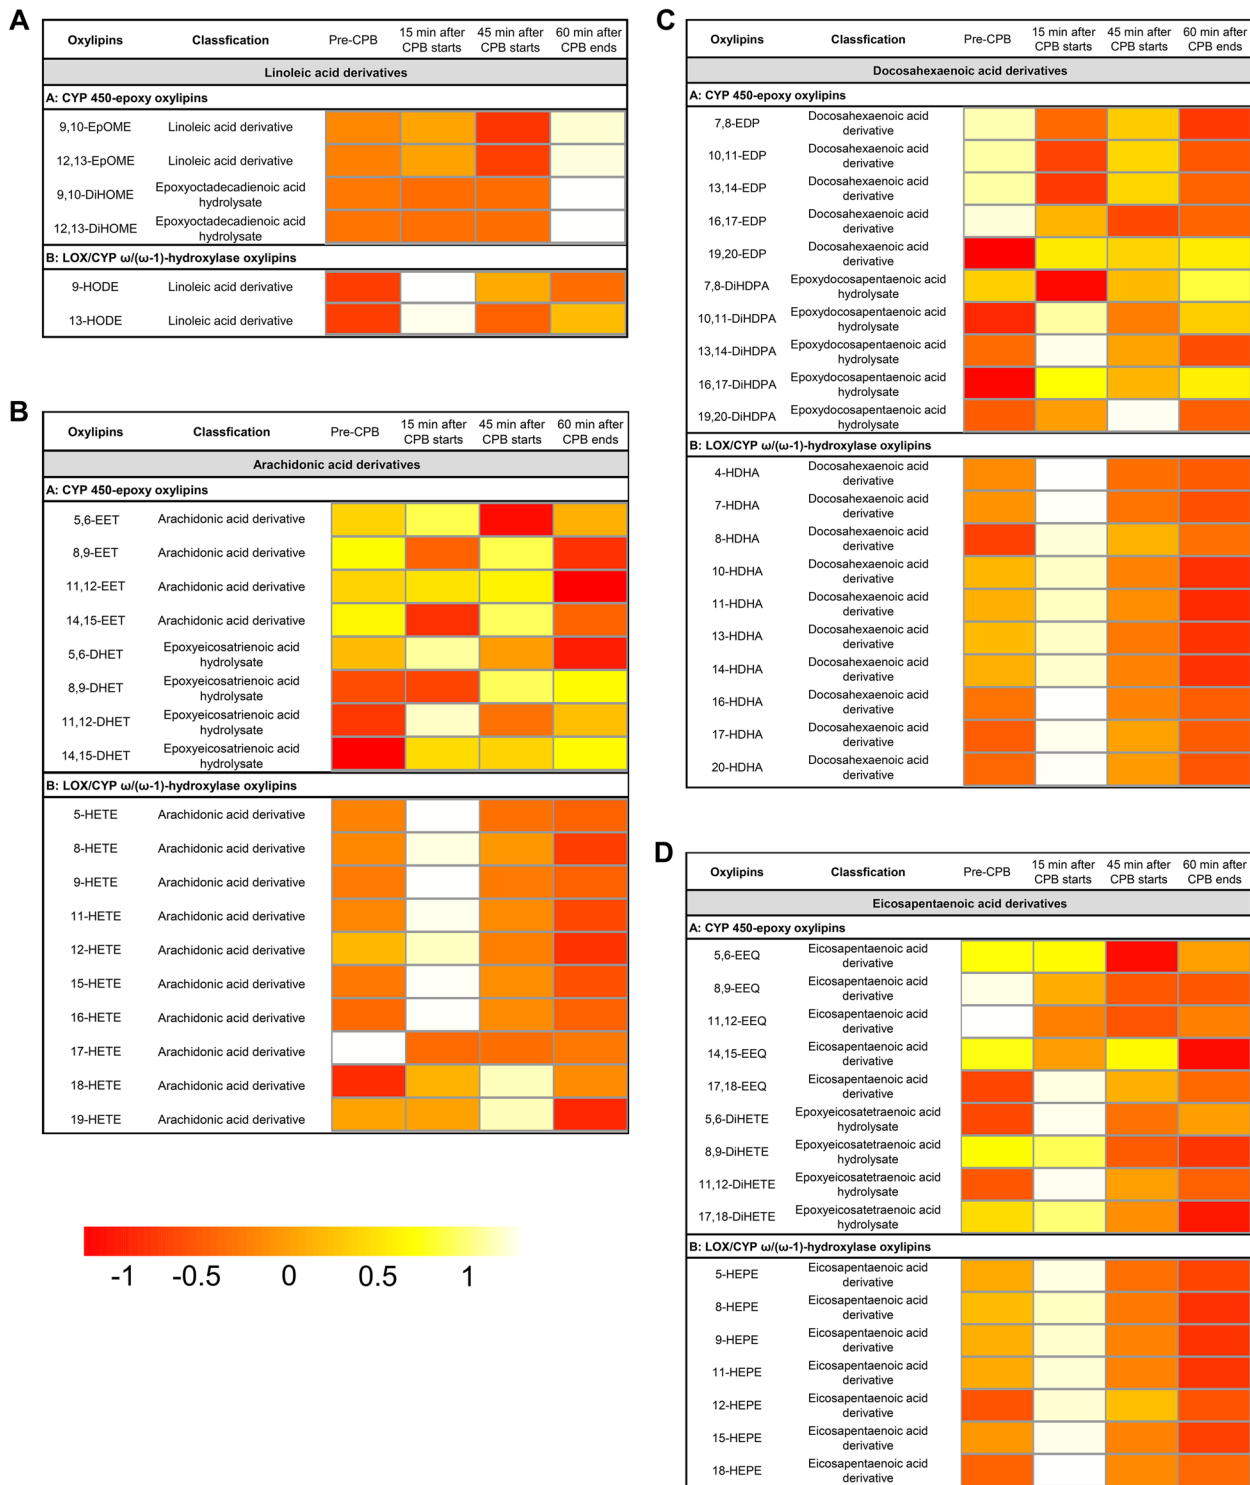 A
Oxylipins Classfication Pre-CPB 15 min after CPB starts 45 min after CPB starts 60 min after CPB ends
Linoleic acid derivatives
A: CYP 450-epoxy oxylipins
9,10-EpOME Linoleic acid derivative
12,13-EpOME Linoleic acid derivative
9,10-DiHOME Epoxyoctadecadienoic acid hydrolysate
12,13-DiHOME Epoxyoctadecadienoic acid hydrolysate
B: LOX/CYP ω/(ω-1)-hydroxylase oxylipins
9-HODE Linoleic acid derivative
13-HODE Linoleic acid derivative
B
Oxylipins Classfication Pre-CPB 15 min after CPB starts 45 min after CPB starts 60 min after CPB ends
Arachidonic acid derivatives
A: CYP 450-epoxy oxylipins
5,6-EET Arachidonic acid derivative
8,9-EET Arachidonic acid derivative
11,12-EET Arachidonic acid derivative
14,15-EET Arachidonic acid derivative
5,6-DHET Epoxyeicosatrienoic acid hydrolysate
8,9-DHET Epoxyeicosatrienoic acid hydrolysate
11,12-DHET Epoxyeicosatrienoic acid hydrolysate
14,15-DHET Epoxyeicosatrienoic acid hydrolysate
B: LOX/CYP ω/(ω-1)-hydroxylase oxylipins
5-HETE Arachidonic acid derivative
8-HETE Arachidonic acid derivative
9-HETE Arachidonic acid derivative
11-HETE Arachidonic acid derivative
12-HETE Arachidonic acid derivative
15-HETE Arachidonic acid derivative
16-HETE Arachidonic acid derivative
17-HETE Arachidonic acid derivative
18-HETE Arachidonic acid derivative
19-HETE Arachidonic acid derivative
-1 -0.5 0 0.5 1
C
Oxylipins Classfication Pre-CPB 15 min after CPB starts 45 min after CPB starts 60 min after CPB ends
Docosahexaenoic acid derivatives
A: CYP 450-epoxy oxylipins
7,8-EDP Docosahexaenoic acid derivative
10,11-EDP Docosahexaenoic acid derivative
13,14-EDP Docosahexaenoic acid derivative
16,17-EDP Docosahexaenoic acid derivative
19,20-EDP Docosahexaenoic acid derivative
7,8-DiHDPA Epoxydocosapentaenoic acid hydrolysate
10,11-DiHDPA Epoxydocosapentaenoic acid hydrolysate
13,14-DiHDPA Epoxydocosapentaenoic acid hydrolysate
16,17-DiHDPA Epoxydocosapentaenoic acid hydrolysate
19,20-DiHDPA Epoxydocosapentaenoic acid hydrolysate
B: LOX/CYP ω/(ω-1)-hydroxylase oxylipins
4-HDHA Docosahexaenoic acid derivative
7-HDHA Docosahexaenoic acid derivative
8-HDHA Docosahexaenoic acid derivative
10-HDHA Docosahexaenoic acid derivative
11-HDHA Docosahexaenoic acid derivative
13-HDHA Docosahexaenoic acid derivative
14-HDHA Docosahexaenoic acid derivative
16-HDHA Docosahexaenoic acid derivative
17-HDHA Docosahexaenoic acid derivative
20-HDHA Docosahexaenoic acid derivative
D
Oxylipins Classfication Pre-CPB 15 min after CPB starts 45 min after CPB starts 60 min after CPB ends
Eicosapentaenoic acid derivatives
A: CYP 450-epoxy oxylipins
5,6-EEQ Eicosapentaenoic acid derivative
8,9-EEQ Eicosapentaenoic acid derivative
11,12-EEQ Eicosapentaenoic acid derivative
14,15-EEQ Eicosapentaenoic acid derivative
17,18-EEQ Eicosapentaenoic acid derivative
5,6-DiHETE Epoxyeicosatetraenoic acid hydrolysate
8,9-DiHETE Epoxyeicosatetraenoic acid hydrolysate
11,12-DiHETE Epoxyeicosatetraenoic acid hydrolysate
17,18-DiHETE Epoxyeicosatetraenoic acid hydrolysate
B: LOX/CYP ω/(ω-1)-hydroxylase oxylipins
5-HEPE Eicosapentaenoic acid derivative
8-HEPE Eicosapentaenoic acid derivative
9-HEPE Eicosapentaenoic acid derivative
11-HEPE Eicosapentaenoic acid derivative
12-HEPE Eicosapentaenoic acid derivative
15-HEPE Eicosapentaenoic acid derivative
18-HEPE Eicosapentaenoic acid derivative